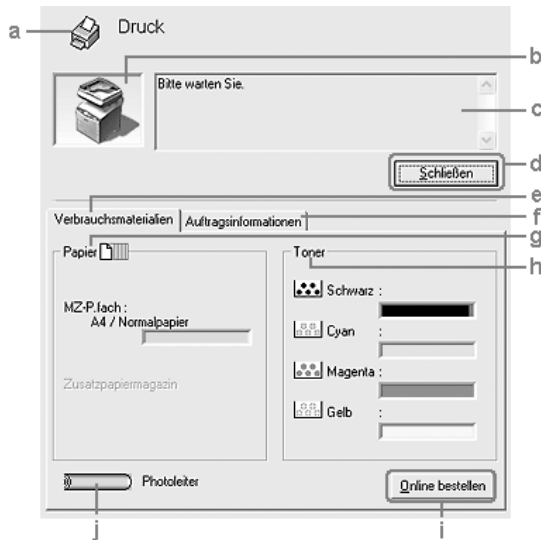 a
Druck
b
Bitte warten Sie.
c
d
Schließen
e
Verbrauchsmaterialien
Auftragsinformationen
f
g
Papier
Toner
h
Schwarz :
MZ-P.fach :
A4 / Normalpapier
Cyan :
Magenta :
Zusatzpapiermagazin
Gelb :
Photoleiter
Online bestellen
j
i